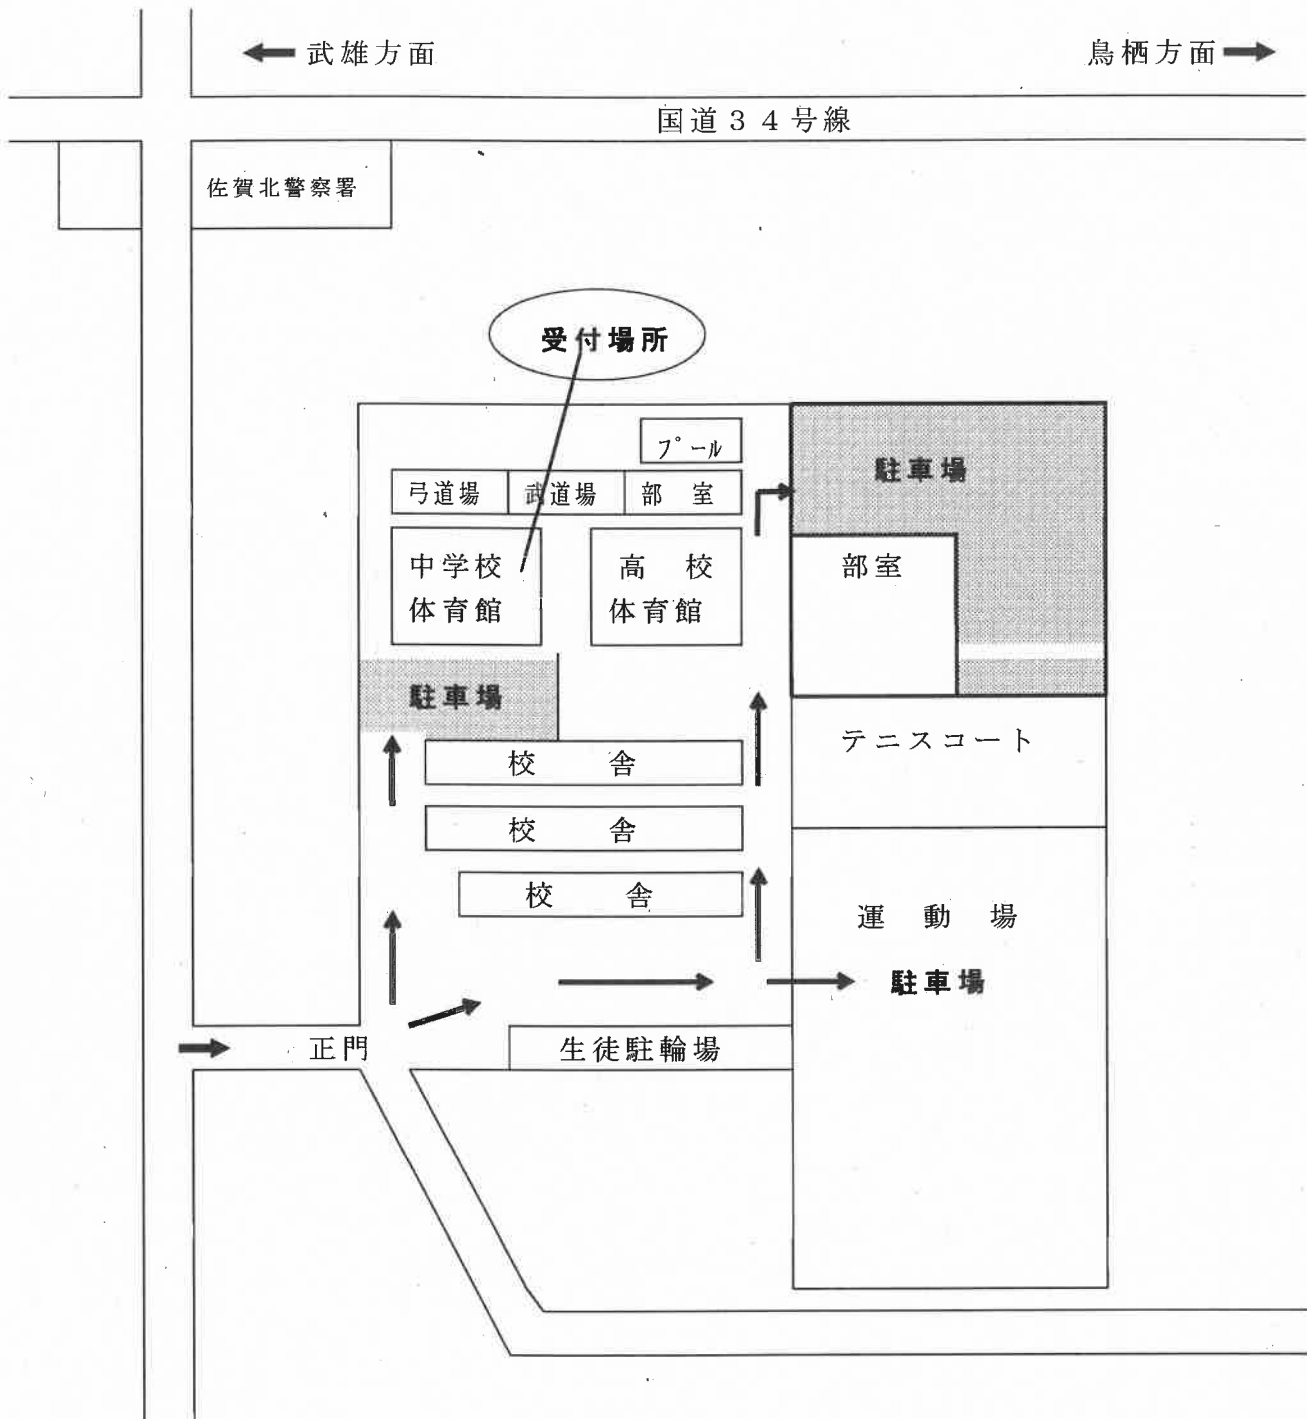 武雄方面
鳥栖方面
国道３４号線
佐賀北警察署
受付場所
プール
弓道場
武道場
部　室
駐車場
中学校
体育館
高　校
体育館
部室
駐車場
テニスコート
校　　舎
校　　舎
校　　舎
運　動　場
駐車場
正門
生徒駐輪場